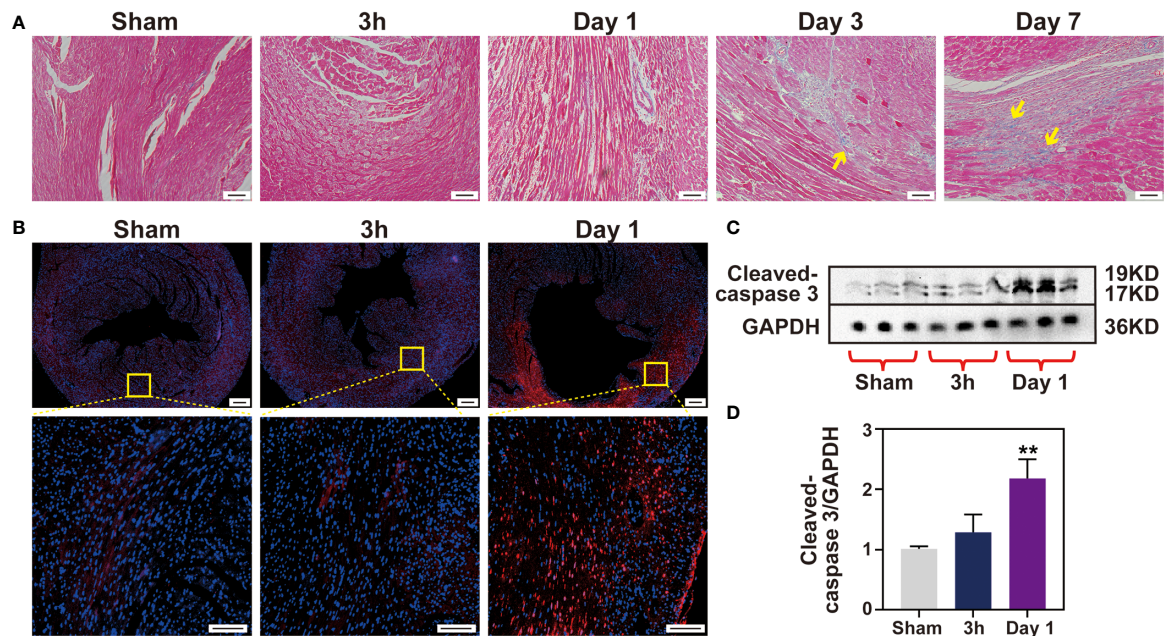 A
Sham
3h
Day 1
Day 3
Day 7
B
Sham
3h
Day 1
C
Cleaved-
caspase 3
19KD
17KD
GAPDH
36KD
Sham
3h
Day 1
D
Cleaved-
caspase 3/GAPDH
3
2
1
0
**
Sham
3h
Day 1